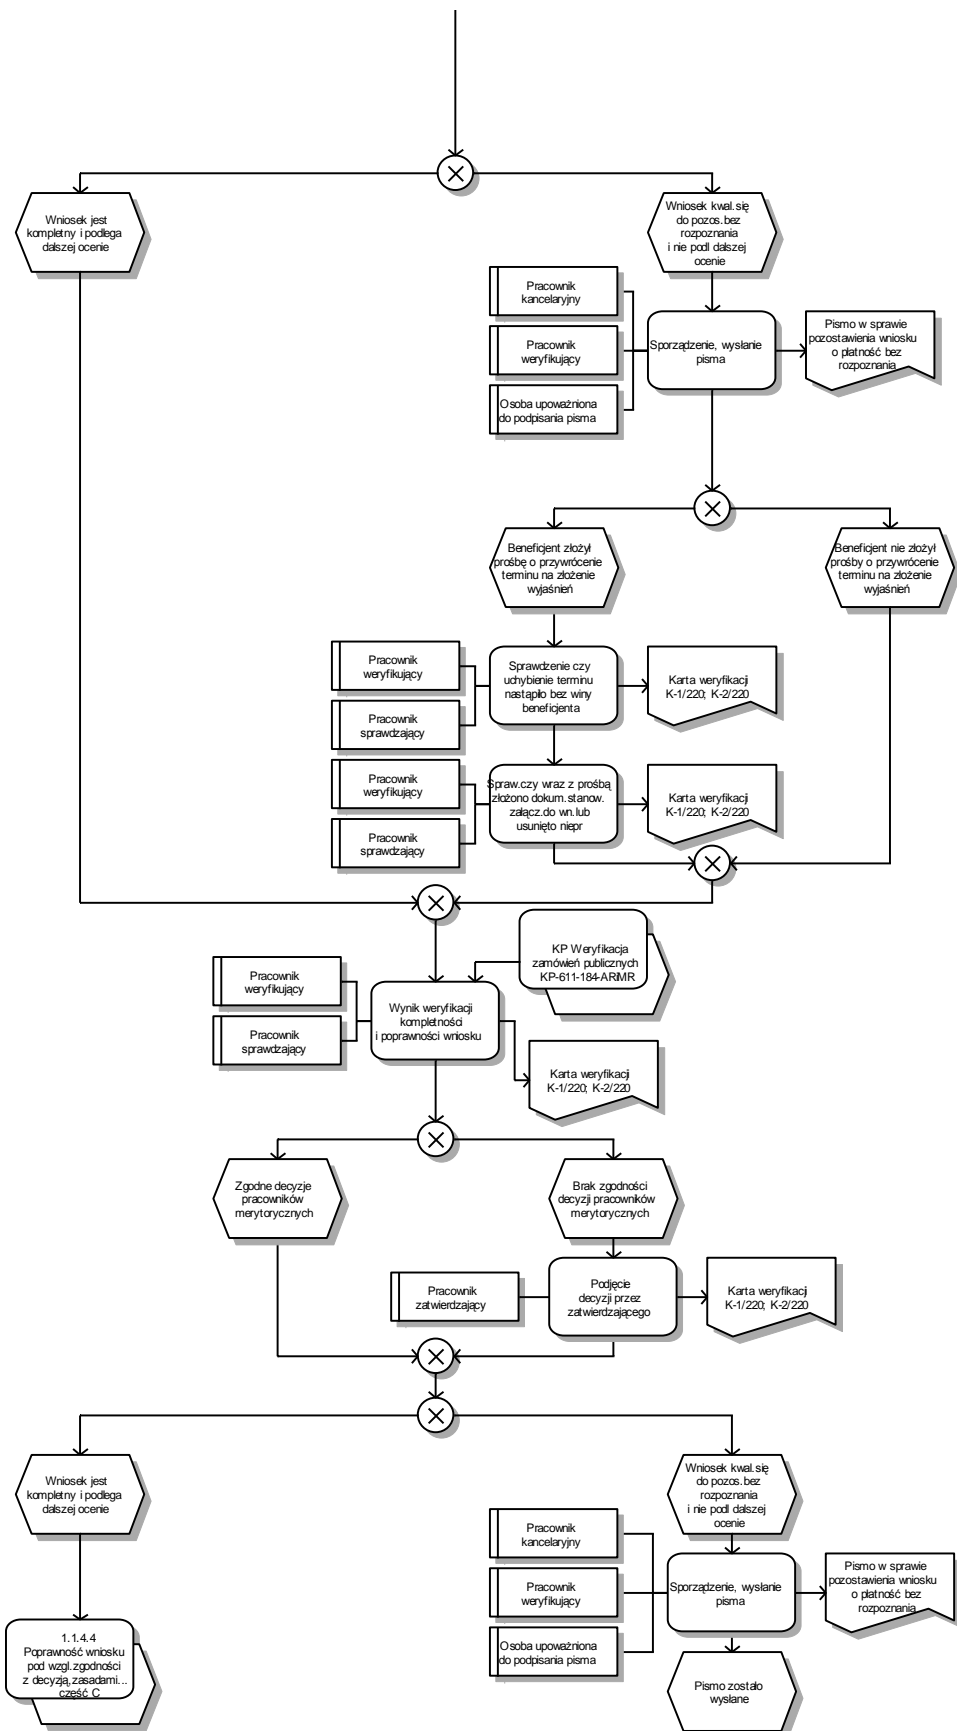 Wniosek jest
kompletny i podlega
dalszej ocenie
Wniosek kwal.się
do pozos.bez
rozpoznania
i nie podl dalszej
ocenie
Pracownik
kancelaryjny
Pracownik
weryfikujący
Osoba upoważniona
do podpisania pisma
Sporządzenie, wysłanie
pisma
Pismo w sprawie
pozostawienia wniosku
o płatność bez
rozpoznania
Beneficjent złożył
prośbę o przywrócenie
terminu na złożenie
wyjaśnień
Beneficjent nie złożył
prośby o przywrócenie
terminu na złożenie
wyjaśnień
Pracownik
weryfikujący
Pracownik
sprawdzający
Sprawdzenie czy
uchybienie terminu
nastąpiło bez winy
beneficjenta
Karta weryfikacji
K-1/220; K-2/220
Pracownik
weryfikujący
Pracownik
sprawdzający
Spraw.czy wraz z prośbą
złożono dokum.stanow.
załącz.do wn.lub
usunięto niepr
Karta weryfikacji
K-1/220; K-2/220
KP Weryfikacja
zamówień publicznych
KP-611-184-ARiMR
Pracownik
weryfikujący
Pracownik
sprawdzający
Wynik weryfikacji
kompletności
i poprawności wniosku
Karta weryfikacji
K-1/220; K-2/220
Zgodne decyzje
pracowników
merytorycznych
Brak zgodności
decyzji pracowników
merytorycznych
Pracownik
zatwierdzający
Podjęcie
decyzji przez
zatwierdzającego
Karta weryfikacji
K-1/220; K-2/220
Wniosek jest
kompletny i podlega
dalszej ocenie
Wniosek kwal.się
do pozos.bez
rozpoznania
i nie podl dalszej
ocenie
Pracownik
kancelaryjny
Pracownik
weryfikujący
Osoba upoważniona
do podpisania pisma
Sporządzenie, wysłanie
pisma
Pismo w sprawie
pozostawienia wniosku
o płatność bez
rozpoznania
1.1.4.4
Poprawność wniosku
pod wzgl.zgodności
z decyzją,zasadami...
część C
Pismo zostało
wysłane